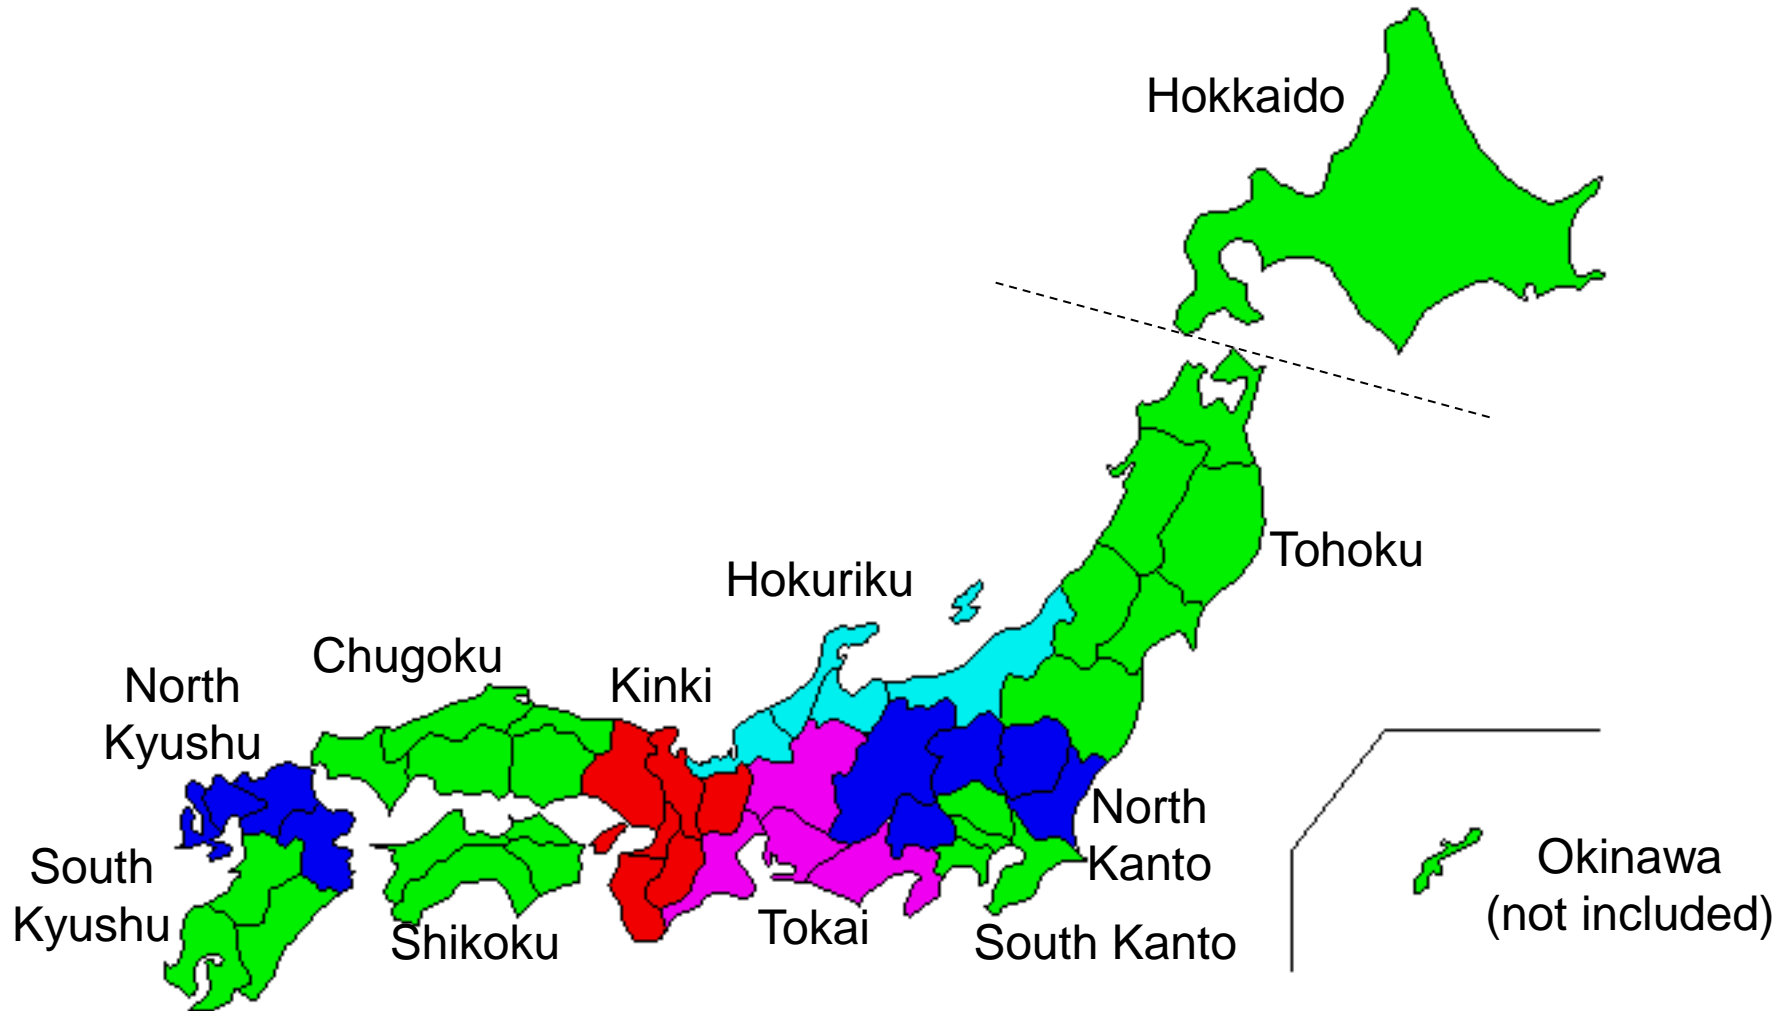 Hokkaido
Tohoku
Hokuriku
Chugoku
Kinki
North
Kyushu
North
Kanto
South
Kyushu
Okinawa
(not included)
Tokai
Shikoku
South Kanto